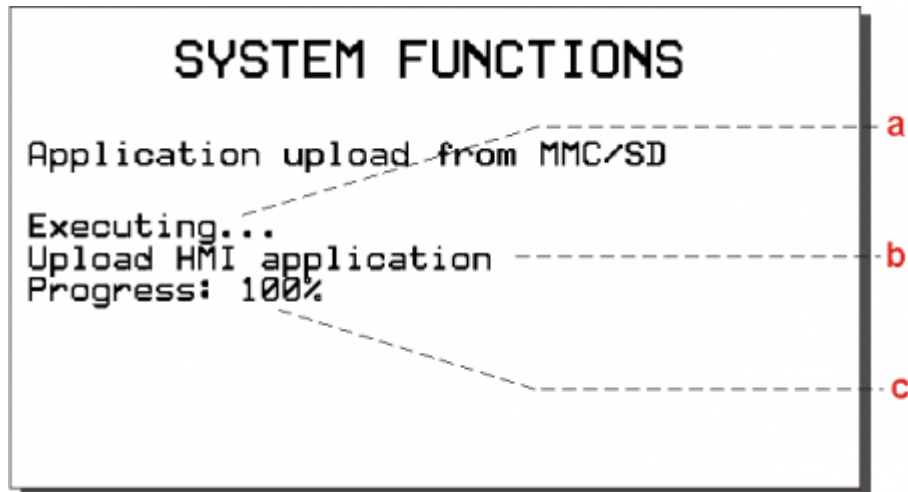 SYSTEM FUNCTIONS
a
Application upload from MMC/SD
Executing...
Upload HMI application
b
Progress: 100%
c